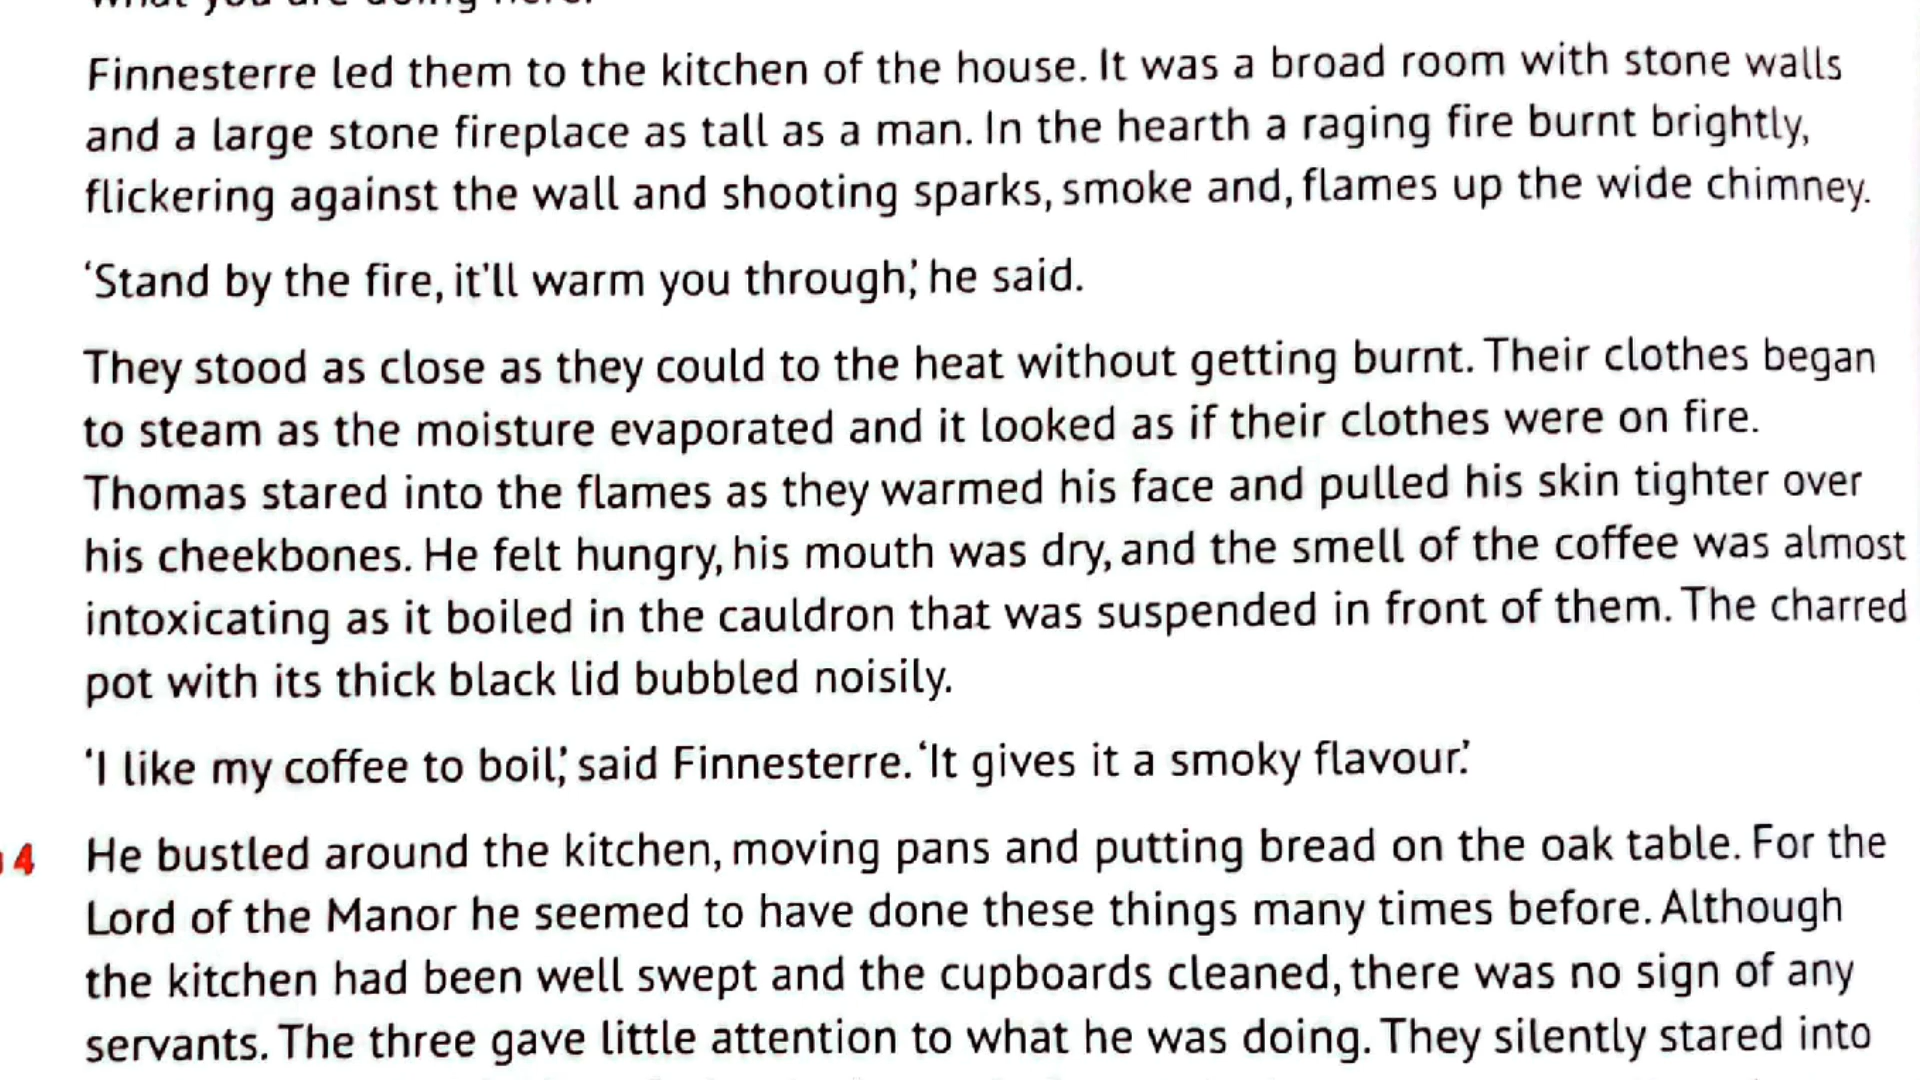 what you are doing here.
Finnesterre led them to the kitchen of the house. It was a broad room with stone walls
and a large stone fireplace as tall as a man. In the hearth a raging fire burnt brightly,
flickering against the wall and shooting sparks, smoke and, flames up the wide chimney.
‘Stand by the fire, it'll warm you through,’ he said.
They stood as close as they could to the heat without getting burnt. Their clothes began
to steam as the moisture evaporated and it looked as if their clothes were on fire.
Thomas stared into the flames as they warmed his face and pulled his skin tighter over
his cheekbones. He felt hungry, his mouth was dry, and the smell of the coffee was almost
intoxicating as it boiled in the cauldron that was suspended in front of them. The charred
pot with its thick black lid bubbled noisily.
‘I like my coffee to boil,’ said Finnesterre. ‘It gives it a smoky flavour.’
4 He bustled around the kitchen, moving pans and putting bread on the oak table. For the
Lord of the Manor he seemed to have done these things many times before. Although
the kitchen had been well swept and the cupboards cleaned, there was no sign of any
servants. The three gave little attention to what he was doing. They silently stared into